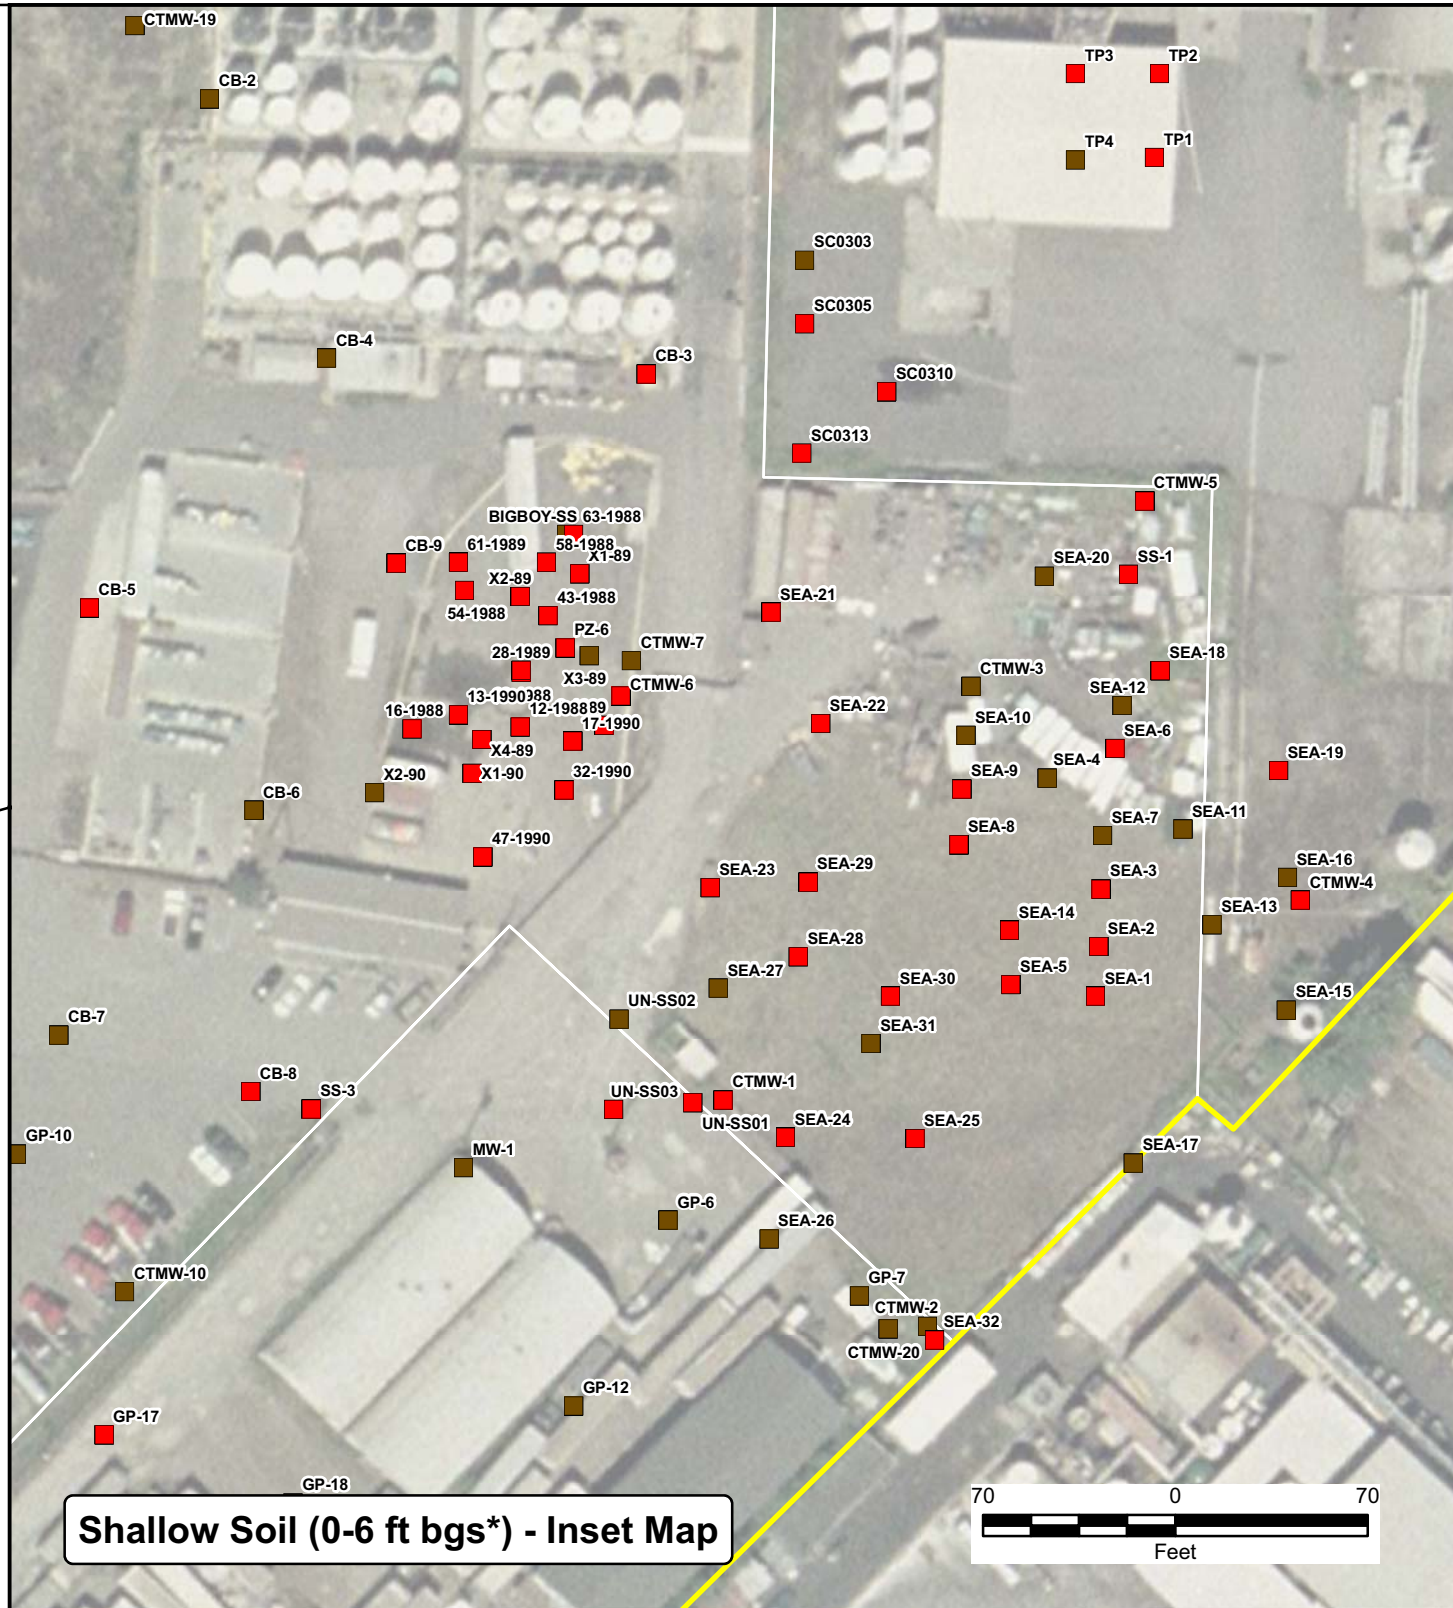 CTMW-19
CB-2
TP3
TP2
TP4
TP1
SC0303
SC0305
CB-4
CB-3
SC0310
SC0313
CTMW-5
BIGBOY-SS
63-1988
CB-9
61-1989
58-1988
X1-89
SEA-20
SS-1
CB-5
X2-89
54-1988
43-1988
SEA-21
PZ-6
CTMW-7
28-1989
X3-89
SEA-18
CTMW-3
CTMW-6
SEA-12
13-1990
988
16-1988
12-1988
89
17-1990
SEA-22
SEA-10
SEA-6
X4-89
SEA-19
X1-90
X2-90
32-1990
SEA-9
SEA-4
CB-6
SEA-8
SEA-7
SEA-11
47-1990
SEA-23
SEA-29
SEA-3
SEA-16
CTMW-4
SEA-14
SEA-13
SEA-28
SEA-2
SEA-27
SEA-30
SEA-5
SEA-1
SEA-15
UN-SS02
CB-7
SEA-31
CB-8
SS-3
UN-SS03
CTMW-1
UN-SS01
SEA-24
SEA-25
GP-10
MW-1
SEA-17
GP-6
SEA-26
CTMW-10
GP-7
CTMW-2
SEA-32
CTMW-20
GP-12
GP-17
GP-18
Shallow Soil (0-6 ft bgs*) - Inset Map
70 0 70
Feet